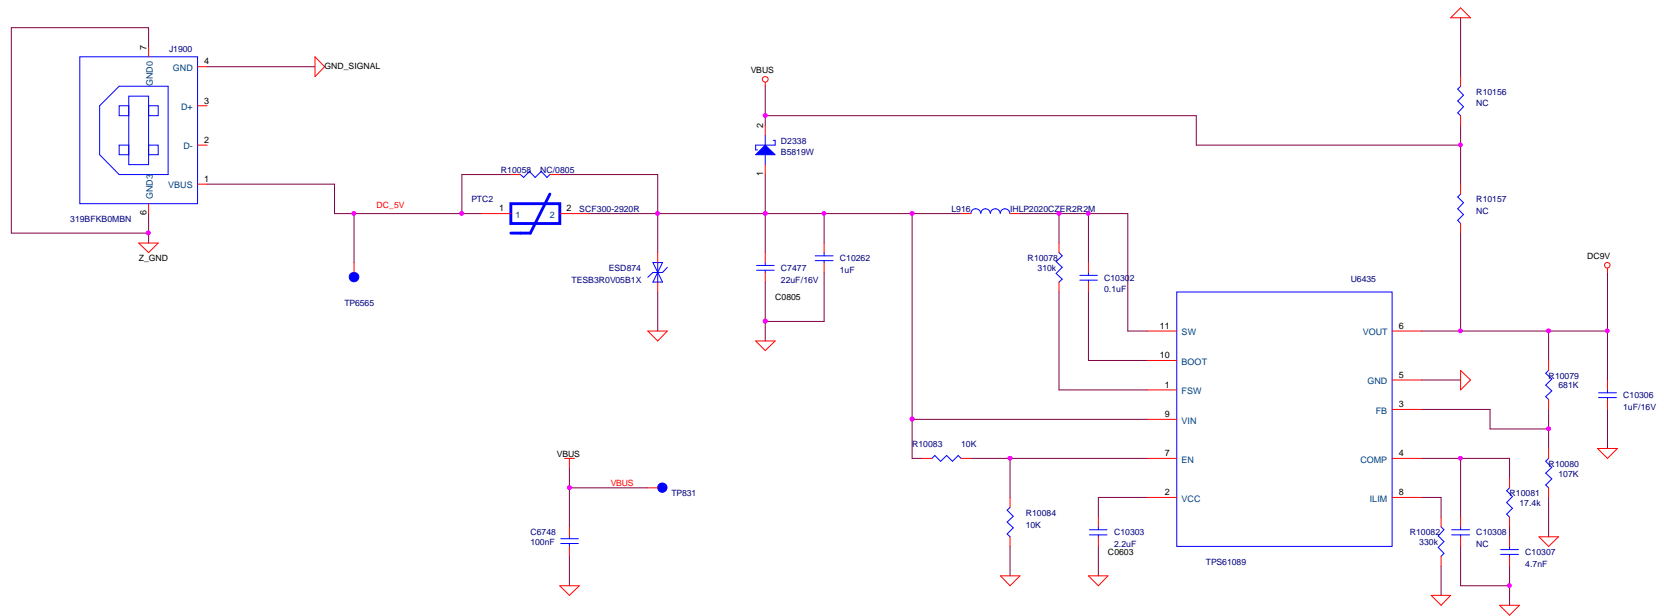 J1900
7
GND0
GND
4
GND_SIGNAL
D+
3
D-
2
VBUS
1
GND3
6
319BFKB0MBN
Z_GND
DC_5V
TP6565
R10058
NC/0805
PTC2
1
1
2
2
SCF300-2920R
ESD874
TESB3R0V05B1X
VBUS
2
D2338
B5819W
1
C7477
22uF/16V
C0805
C10262
1uF
L916
IHLP2020CZER2R2M
R10078
310k
C10302
0.1uF
R10156
NC
R10157
NC
DC9V
U6435
11
SW
10
BOOT
1
FSW
9
VIN
7
EN
2
VCC
VOUT
6
GND
5
FB
3
COMP
4
ILIM
8
TPS61089
R10083
10K
R10084
10K
C10303
2.2uF
C0603
R10079
681K
C10306
1uF/16V
R10080
107K
R10081
17.4k
R10082
330k
C10308
NC
C10307
4.7nF
VBUS
VBUS
TP831
C6748
100nF